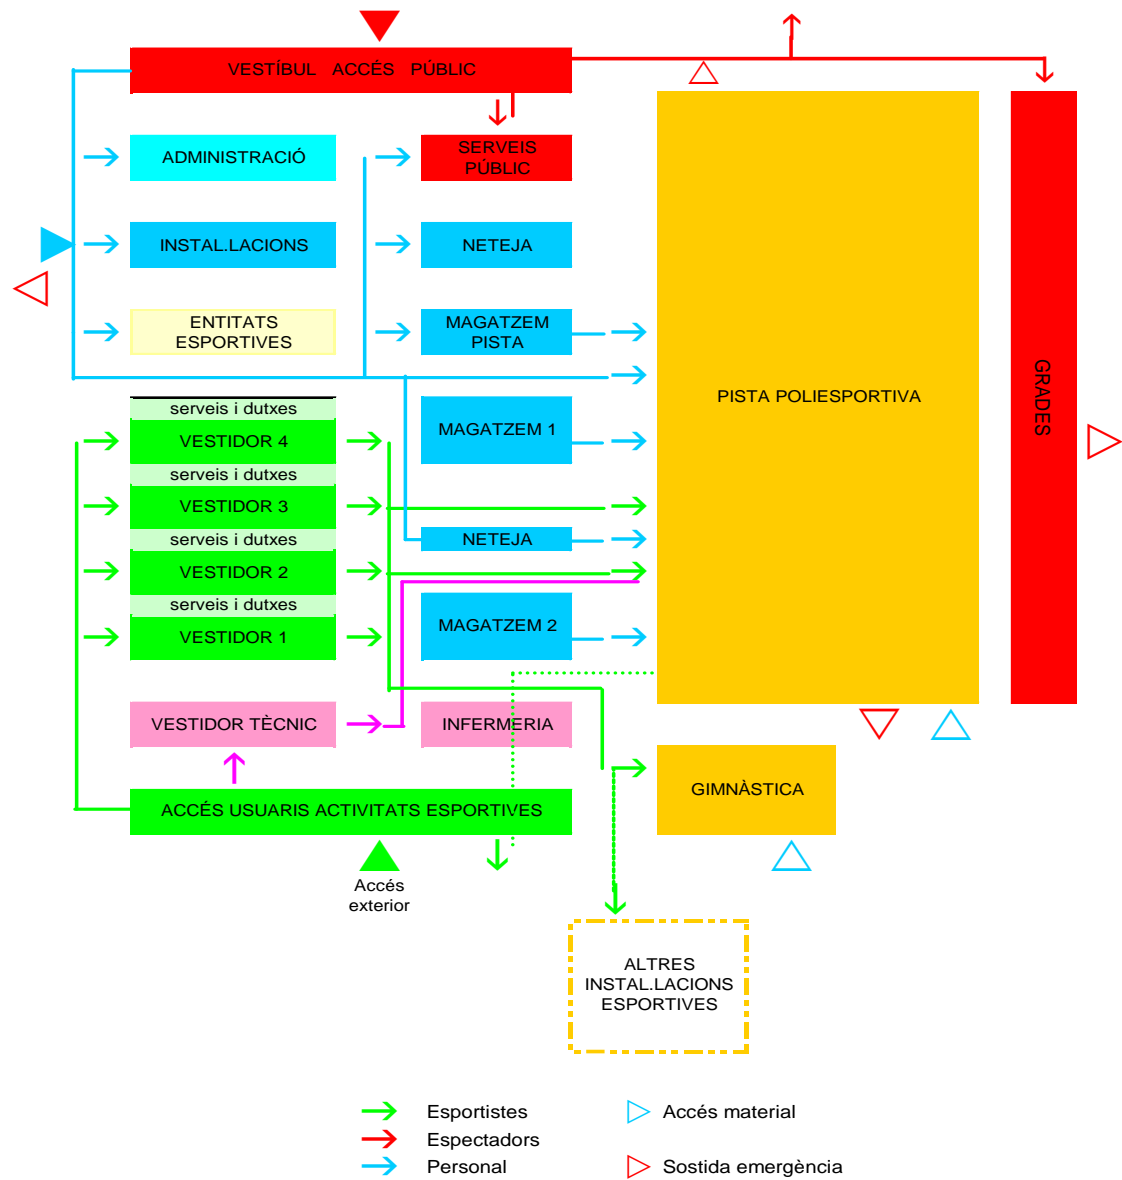 VESTÍBUL ACCÉS PÚBLIC
ADMINISTRACIÓ
SERVEIS
PÚBLIC
INSTAL.LACIONS
NETEJA
ENTITATS
ESPORTIVES
MAGATZEM
PISTA
PISTA POLIESPORTIVA
GRADES
serveis i dutxes
VESTIDOR 4
MAGATZEM 1
serveis i dutxes
VESTIDOR 3
serveis i dutxes
NETEJA
VESTIDOR 2
serveis i dutxes
VESTIDOR 1
MAGATZEM 2
VESTIDOR TÈCNIC
INFERMERIA
GIMNÀSTICA
ACCÉS USUARIS ACTIVITATS ESPORTIVES
Accés
exterior
ALTRES
INSTAL.LACIONS
ESPORTIVES
Esportistes
Accés material
Espectadors
Personal
Sostida emergència